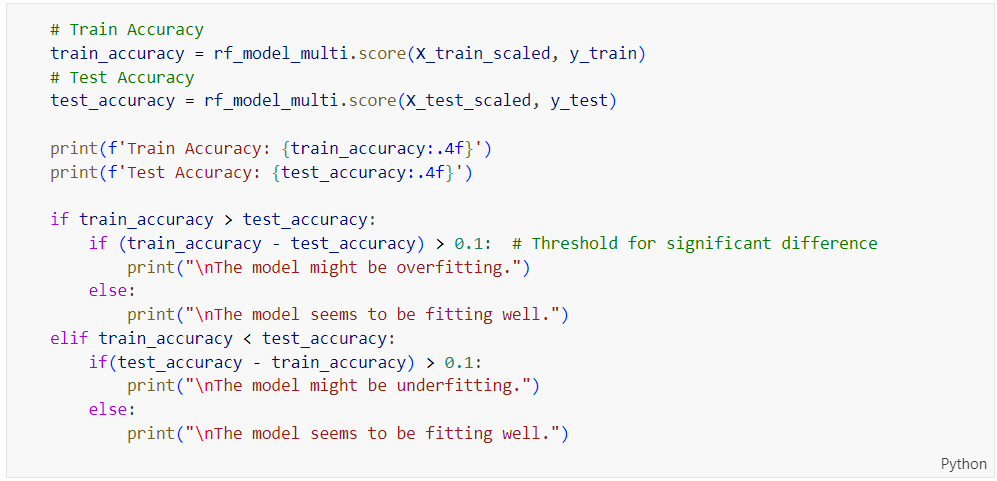 # Train Accuracy
train_accuracy = rf_model_multi.score(X_train_scaled, y_train)
# Test Accuracy
test_accuracy = rf_model_multi.score(X_test_scaled, y_test)
print(f'Train Accuracy: {train_accuracy:.4f}')
print(f'Test Accuracy: {test_accuracy:.4f}')
if train_accuracy > test_accuracy:
    if (train_accuracy - test_accuracy) > 0.1:  # Threshold for significant difference
        print("\nThe model might be overfitting.")
    else:
        print("\nThe model seems to be fitting well.")
elif train_accuracy < test_accuracy:
    if(test_accuracy - train_accuracy) > 0.1:
        print("\nThe model might be underfitting.")
    else:
        print("\nThe model seems to be fitting well.")
Python